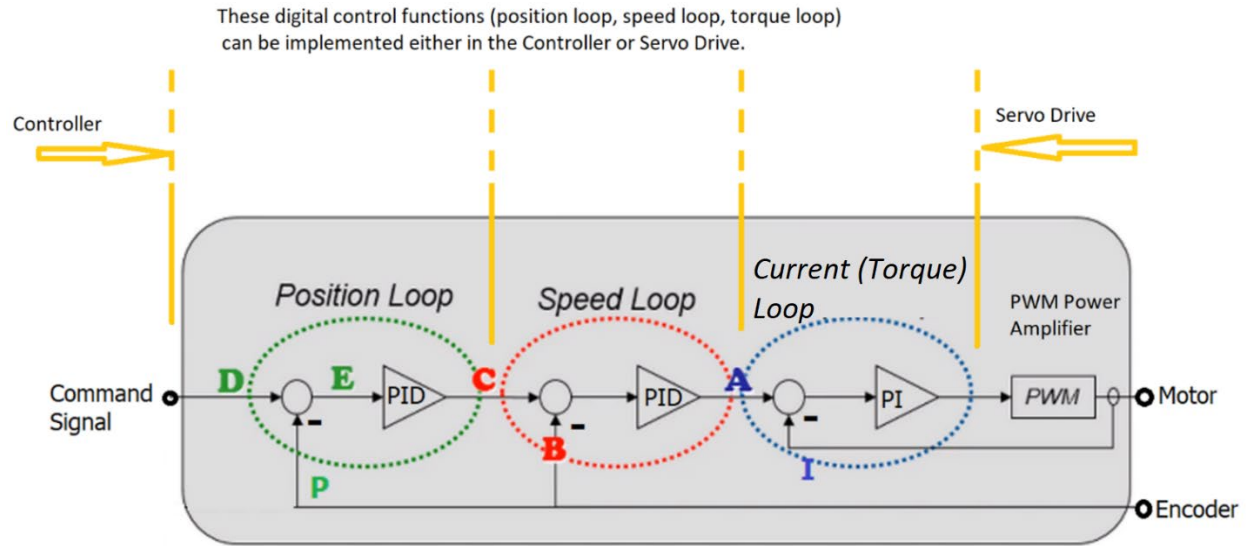 These digital control functions (position loop, speed loop, torque loop)
can be implemented either in the Controller or Servo Drive.
Controller
Servo Drive
Position Loop
Speed Loop
Current (Torque)
Loop
PWM Power
Amplifier
Command
Signal
D
E
PID
C
PID
A
PI
PWM
Motor
-
-
-
B
P
I
Encoder